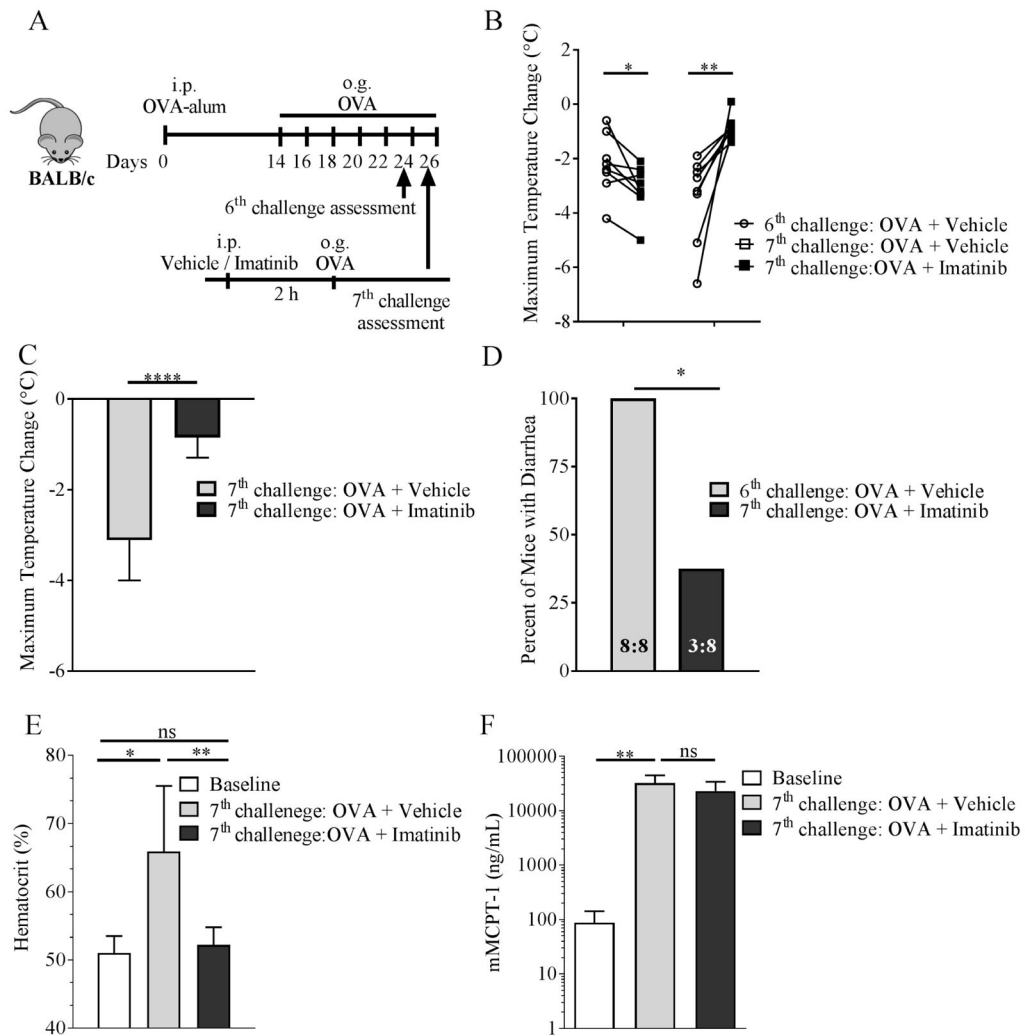 A
i.p.
OVA-alum
o.g.
OVA
Days 0 14 16 18 20 22 24 26
BALB/c
6th challenge assessment
i.p.
Vehicle / Imatinib
o.g.
OVA
2 h
7th challenge
assessment
B
Maximum Temperature Change (°C)
2
0
-2
-4
-6
-8
*
**
6th challenge: OVA + Vehicle
7th challenge: OVA + Vehicle
7th challenge:OVA + Imatinib
C
Maximum Temperature Change (°C)
0
-2
-4
-6
****
7th challenge: OVA + Vehicle
7th challenge: OVA + Imatinib
D
Percent of Mice with Diarrhea
100
75
50
25
0
*
8:8
3:8
6th challenge: OVA + Vehicle
7th challenge: OVA + Imatinib
E
Hematocrit (%)
80
70
60
50
40
ns
*
**
Baseline
7th challenege: OVA + Vehicle
7th challenege:OVA + Imatinib
F
mMCPT-1 (ng/mL)
100000
10000
1000
100
10
1
**
ns
Baseline
7th challenge: OVA + Vehicle
7th challenge: OVA + Imatinib